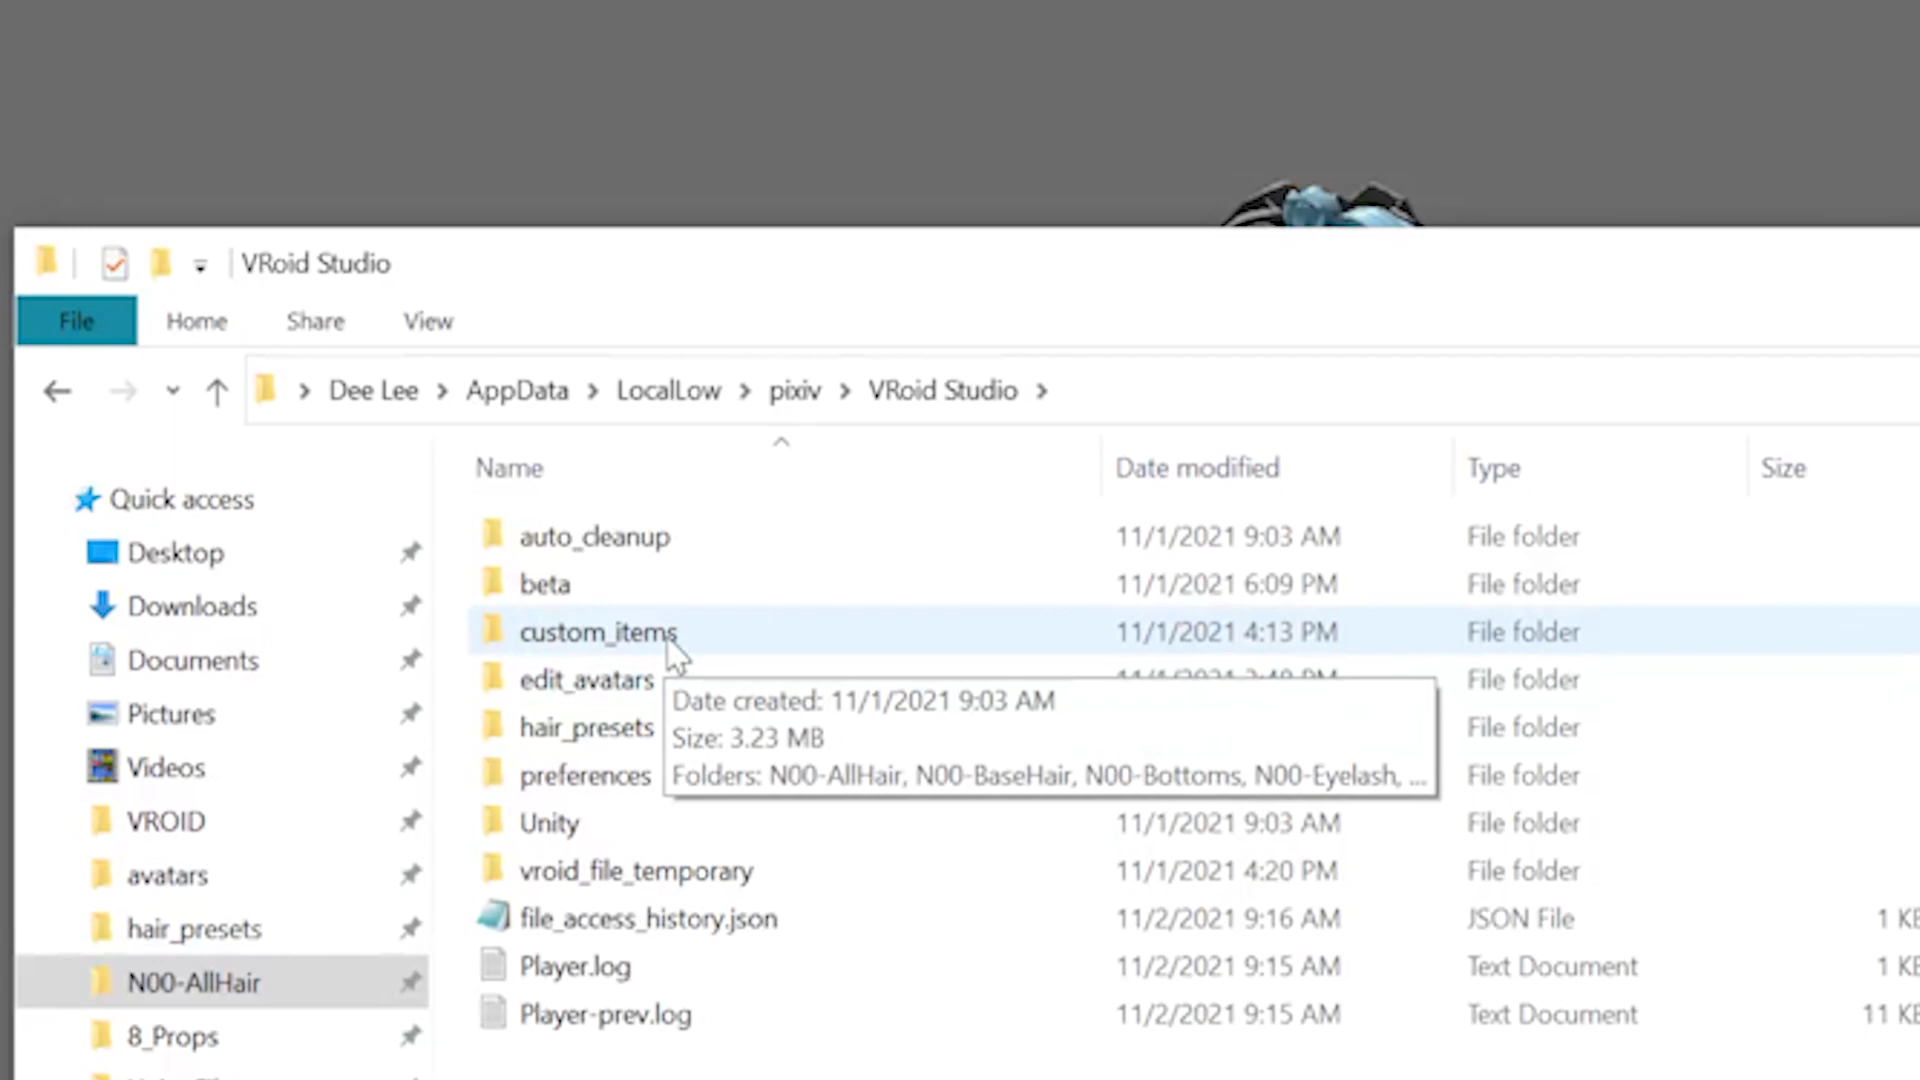 VRoid Studio
File Home Share View
Dee Lee > AppData > LocalLow > pixiv > VRoid Studio >
Name Date modified Type Size
Quick access
Desktop
Downloads
Documents
Pictures
Videos
VROID
avatars
hair_presets
N00-AllHair
8_Props
auto_cleanup 11/1/2021 9:03 AM File folder
beta 11/1/2021 6:09 PM File folder
custom_items 11/1/2021 4:13 PM File folder
edit_avatars File folder
hair_presets File folder
preferences File folder
Date created: 11/1/2021 9:03 AM
Size: 3.23 MB
Folders: N00-AllHair, N00-BaseHair, N00-Bottoms, N00-Eyelash, ...
Unity 11/1/2021 9:03 AM File folder
vroid_file_temporary 11/1/2021 4:20 PM File folder
file_access_history.json 11/2/2021 9:16 AM JSON File 1
Player.log 11/2/2021 9:15 AM Text Document 1
Player-prev.log 11/2/2021 9:15 AM Text Document 11